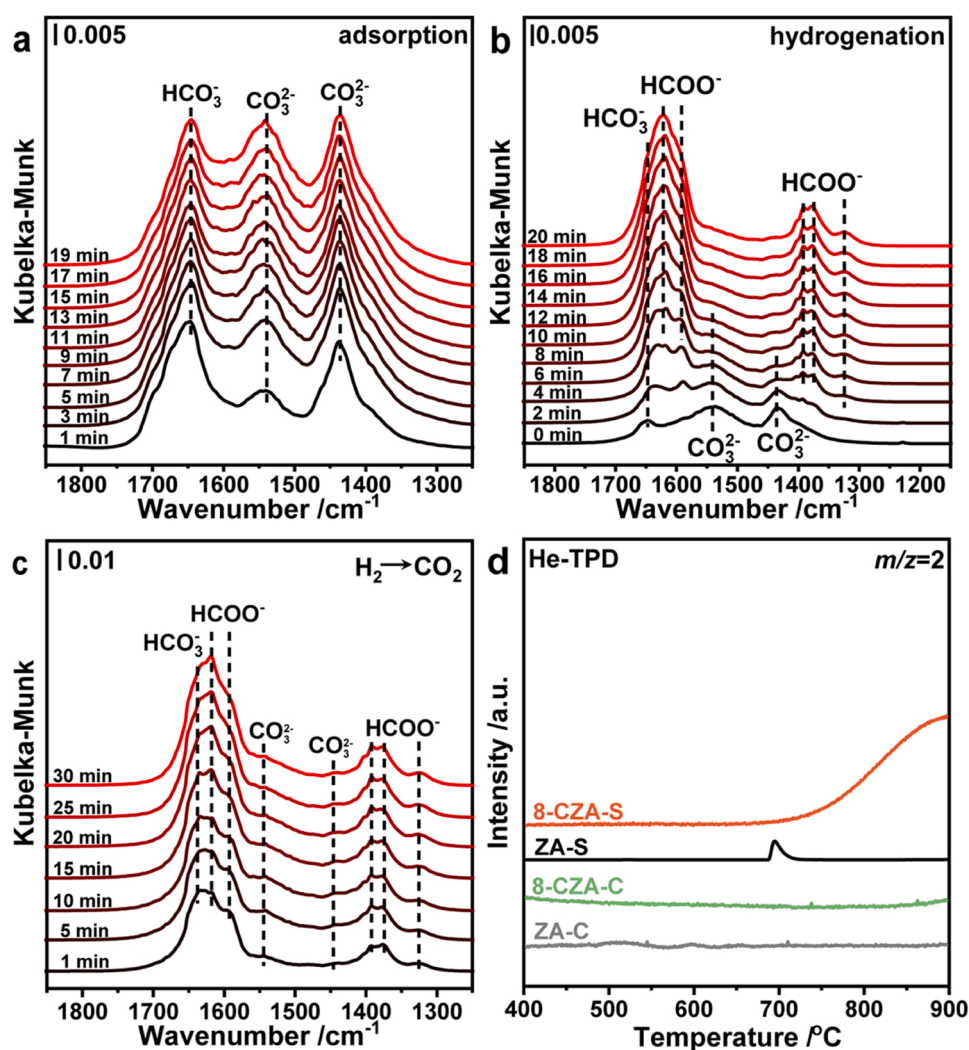 a
|0.005
adsorption
HCO₃⁻
CO₃²⁻
CO₃²⁻
Kubelka-Munk
19 min
17 min
15 min
13 min
11 min
9 min
7 min
5 min
3 min
1 min
1800 1700 1600 1500 1400 1300
Wavenumber /cm⁻¹
b
|0.005
hydrogenation
HCOO⁻
HCO₃⁻
HCOO⁻
Kubelka-Munk
20 min
18 min
16 min
14 min
12 min
10 min
8 min
6 min
4 min
2 min
0 min
CO₃²⁻
CO₃²⁻
1800 1700 1600 1500 1400 1300 1200
Wavenumber /cm⁻¹
c
|0.01
H₂→CO₂
HCOO⁻
HCO₃⁻
CO₃²⁻
CO₃²⁻
HCOO⁻
Kubelka-Munk
30 min
25 min
20 min
15 min
10 min
5 min
1 min
1800 1700 1600 1500 1400 1300
Wavenumber /cm⁻¹
d
He-TPD
m/z=2
Intensity /a.u.
8-CZA-S
ZA-S
8-CZA-C
ZA-C
400 500 600 700 800 900
Temperature /°C